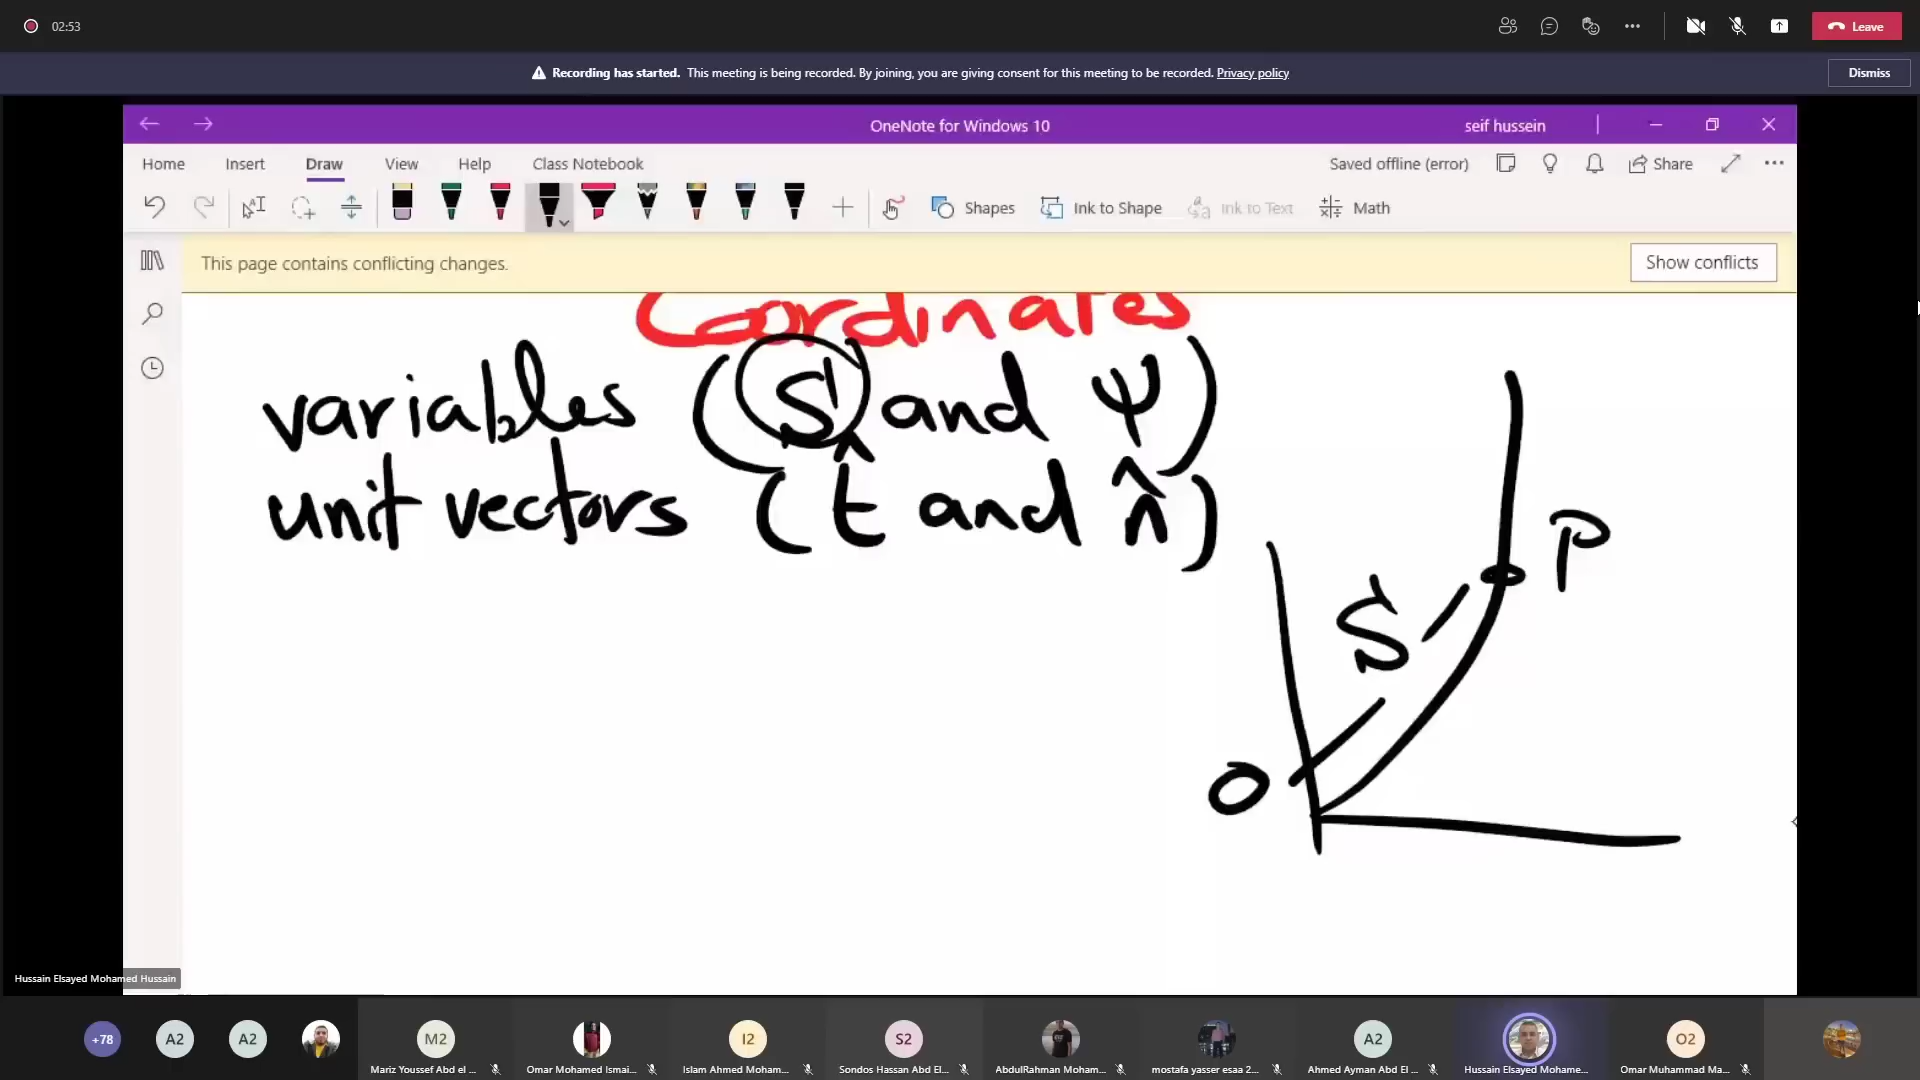 02:53
Leave
Recording has started. This meeting is being recorded. By joining, you are giving consent for this meeting to be recorded. Privacy policy
Dismiss
OneNote for Windows 10
seif hussein
Home Insert Draw View Help Class Notebook
Saved offline (error)
Share
Shapes Ink to Shape Ink to Text Math
This page contains conflicting changes.
Show conflicts
Coordinates
variables (S and ψ)
unit vectors (t̂ and n̂)
P
S
O
Hussain Elsayed Mohamed Hussain
+78 A2 A2 M2 I2 S2 A2 O2
Mariz Youssef Abd el ... Omar Mohamed Ismai... Islam Ahmed Moham... Sondos Hassan Abd El... AbdulRahman Moham... mostafa yasser esaa 2... Ahmed Ayman Abd El ... Hussain Elsayed Mohame... Omar Muhammad Ma...